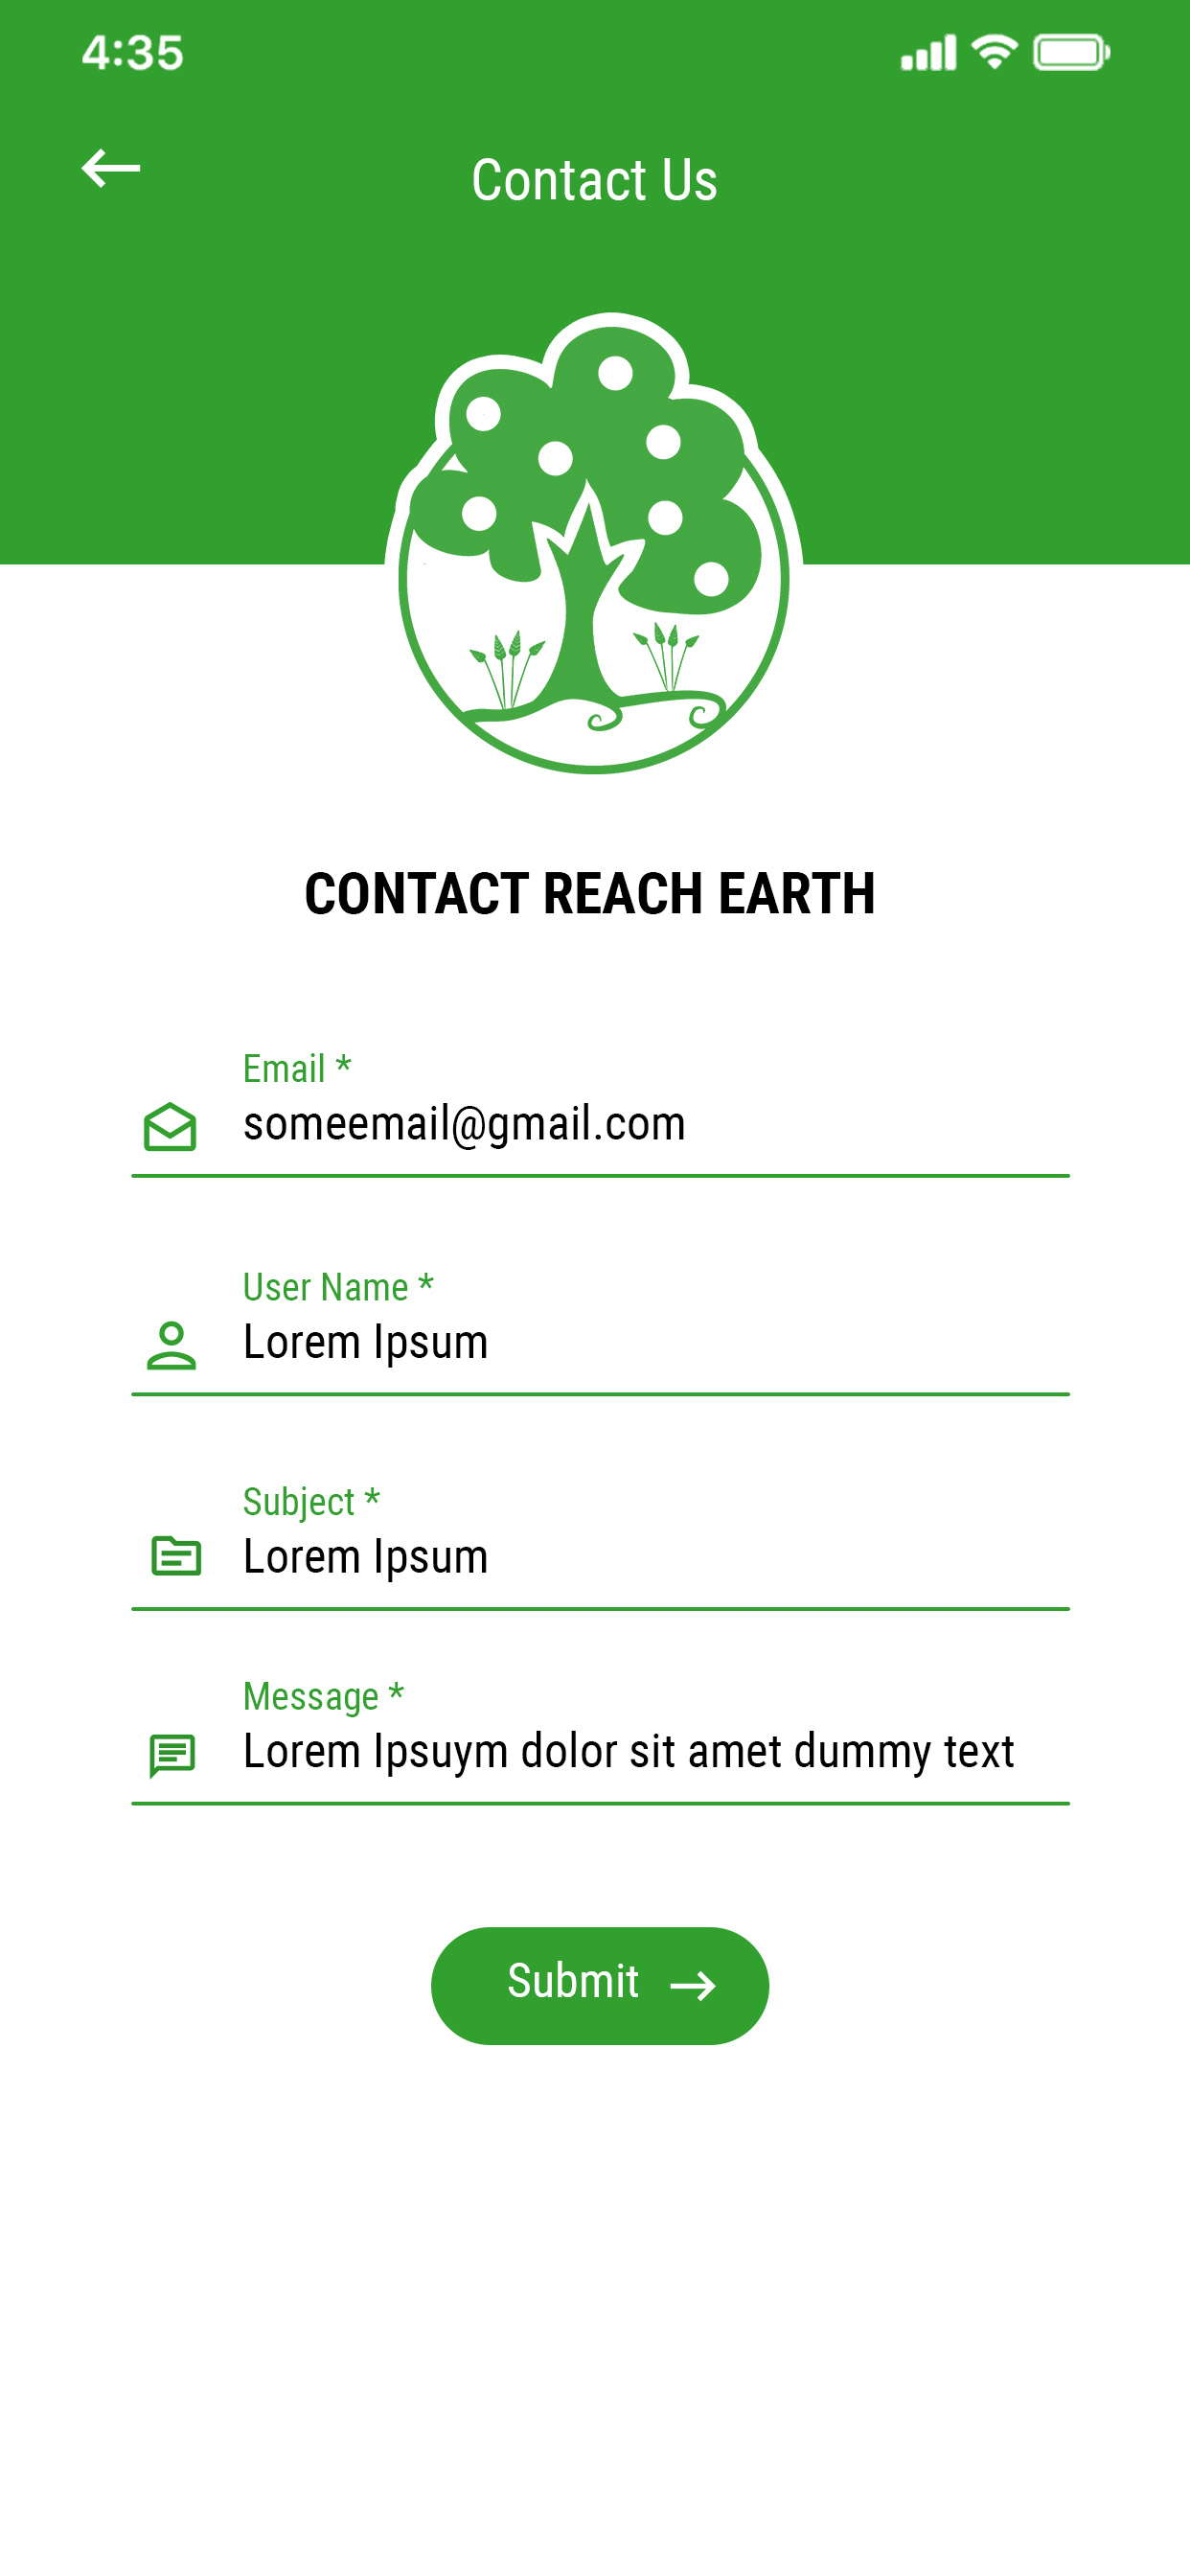 4:35
Contact Us
CONTACT REACH EARTH
Email *
someemail@gmail.com
User Name *
Lorem Ipsum
Subject *
Lorem Ipsum
Message *
Lorem Ipsuym dolor sit amet dummy text
Submit